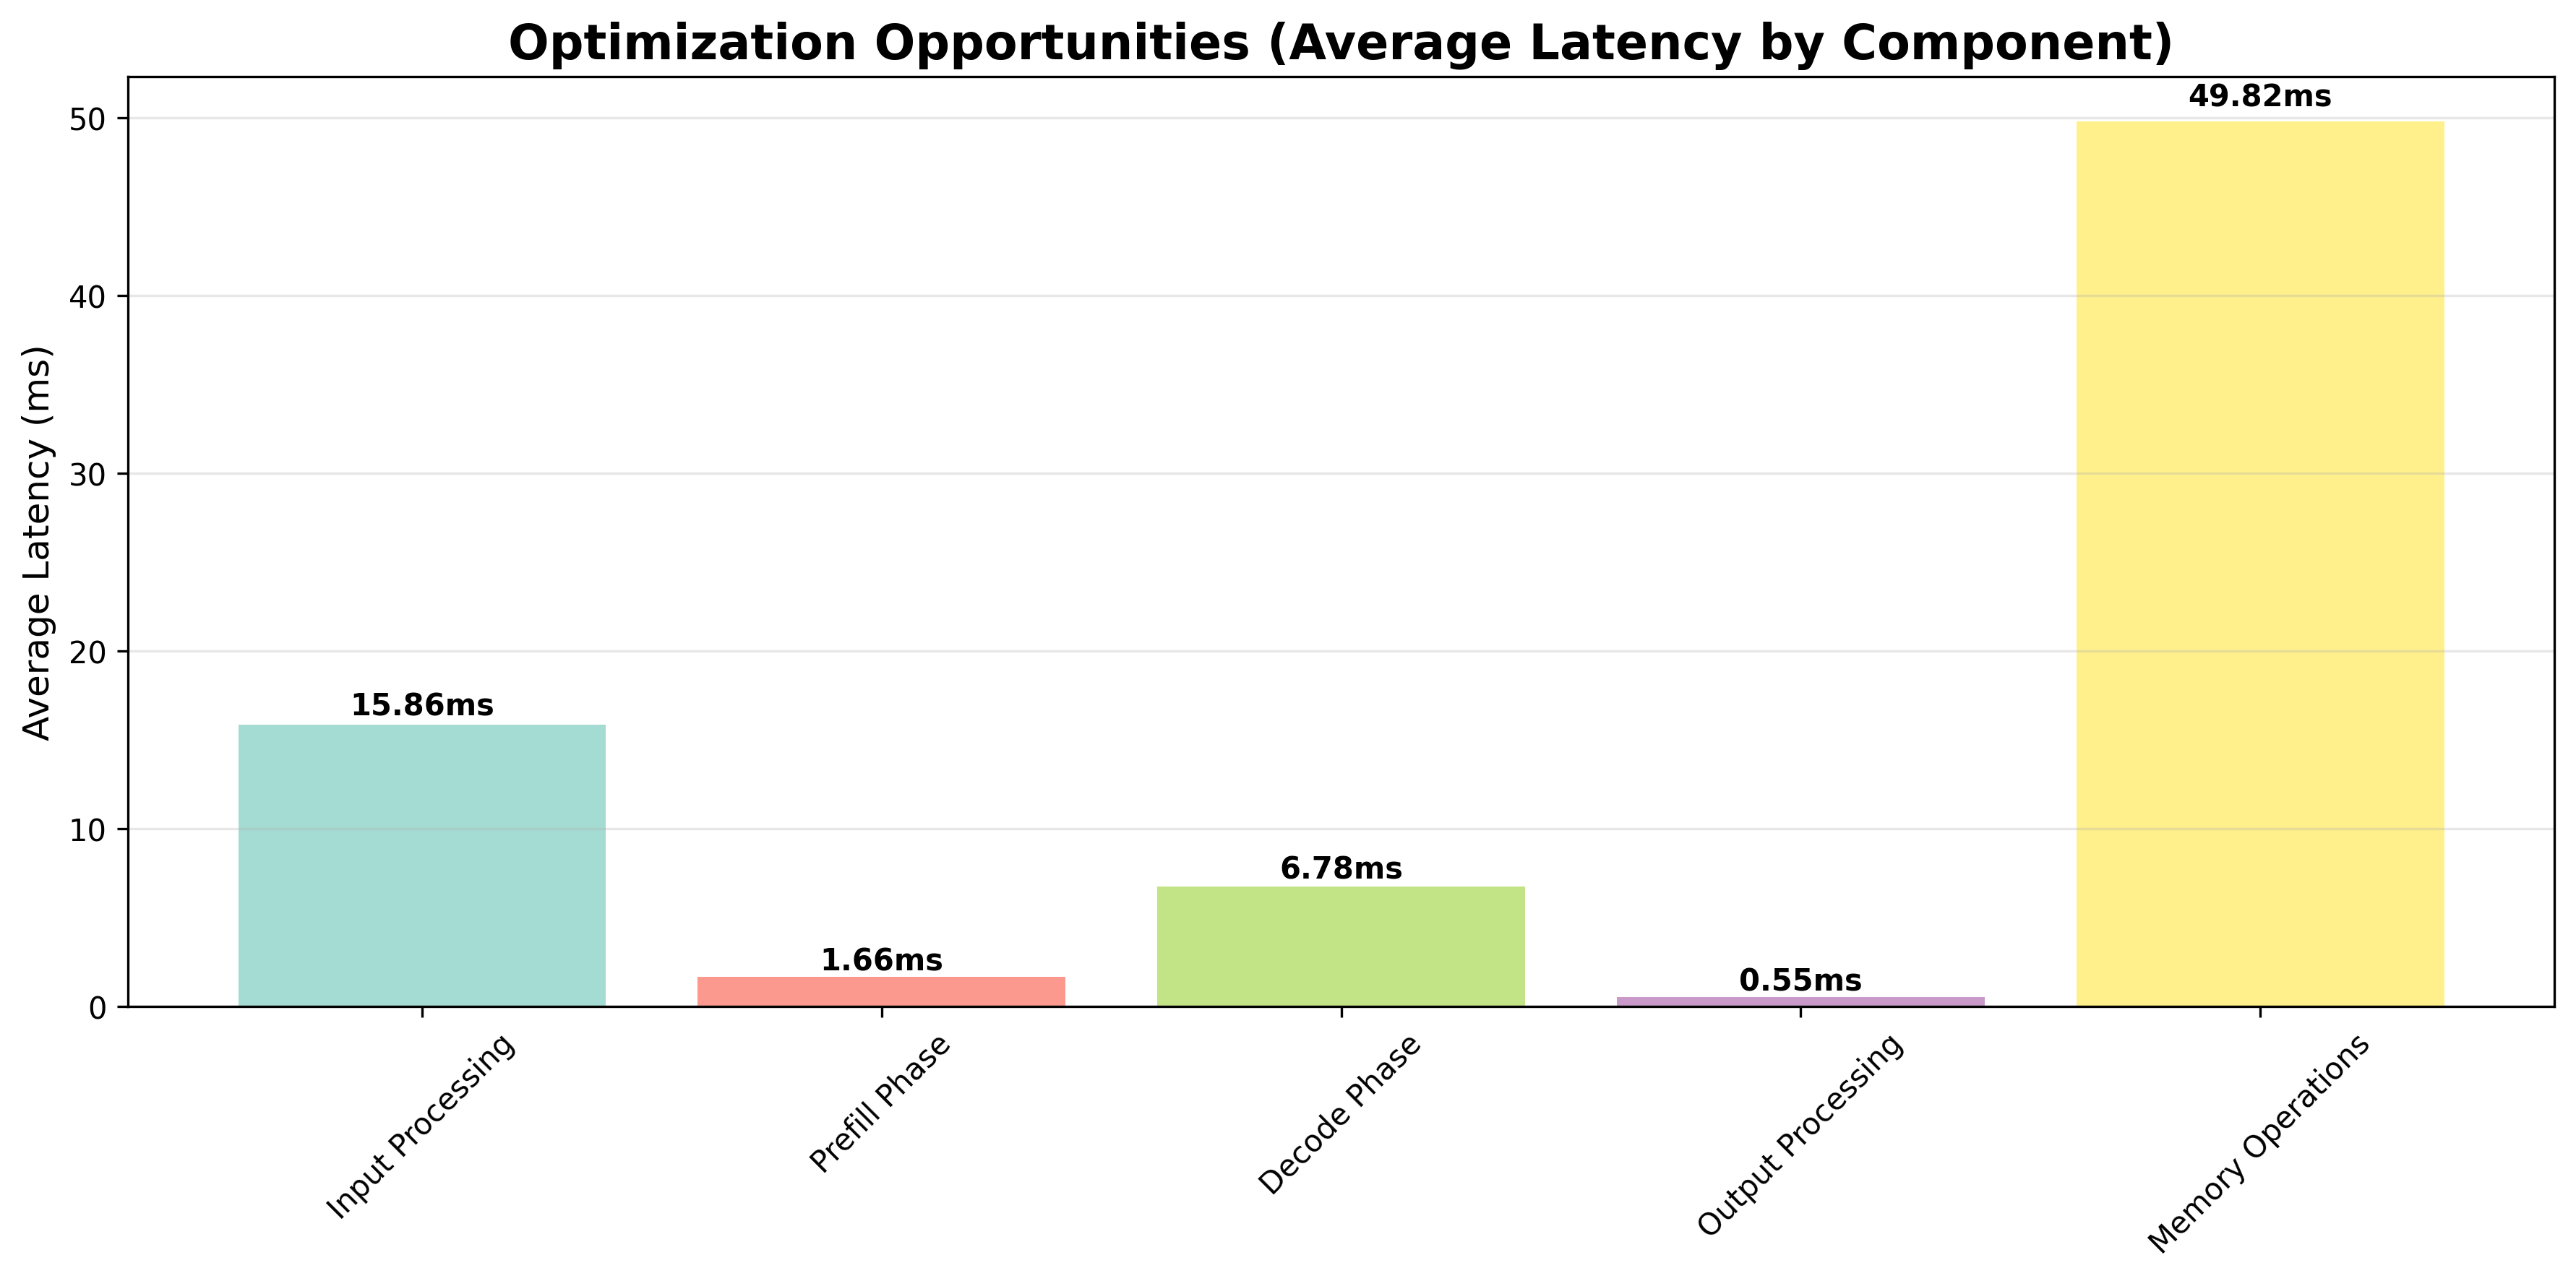 Optimization Opportunities (Average Latency by Component)
Average Latency (ms)
50
40
30
20
10
0
15.86ms
1.66ms
6.78ms
0.55ms
49.82ms
Input Processing
Prefill Phase
Decode Phase
Output Processing
Memory Operations